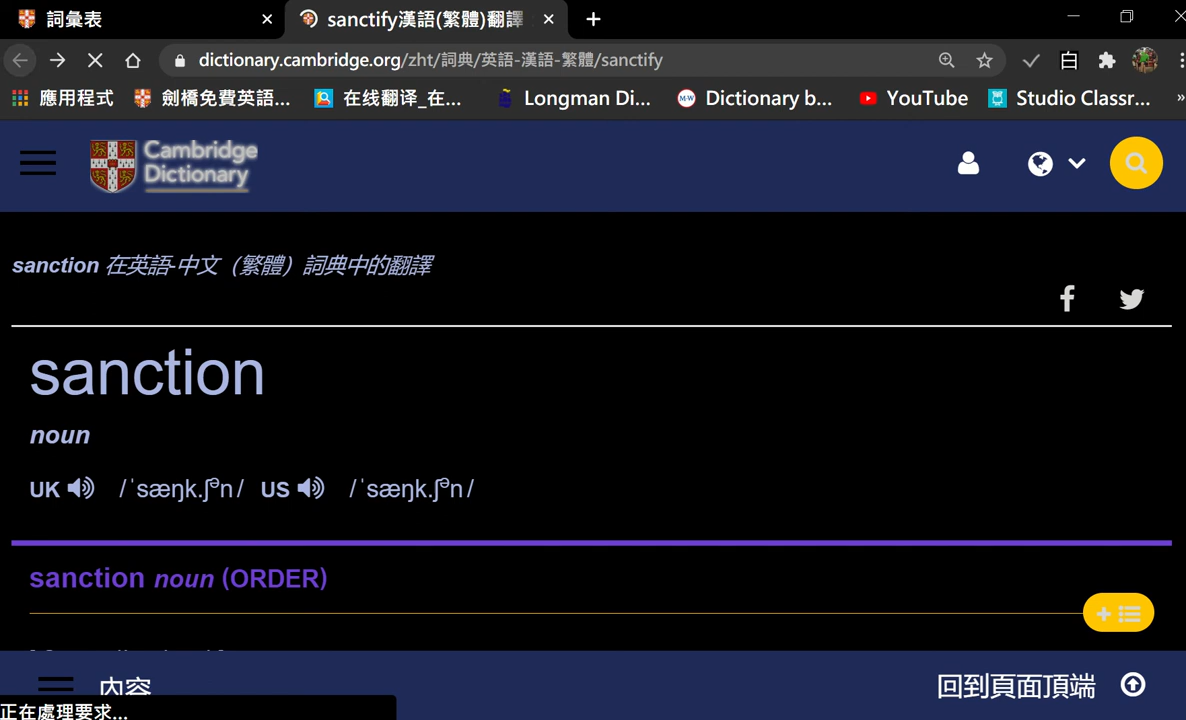 詞彙表
sanctify漢語(繁體)翻譯
dictionary.cambridge.org/zht/詞典/英語-漢語-繁體/sanctify
白
應用程式 劍橋免費英語... 在线翻译_在... Longman Di... M-W Dictionary b... YouTube Studio Classr... »
Cambridge
Dictionary
sanction 在英語-中文（繁體）詞典中的翻譯
sanction
noun
UK /ˈsæŋk.ʃᵊn/ US /ˈsæŋk.ʃᵊn/
sanction noun (ORDER)
內容 回到頁面頂端
正在處理要求...